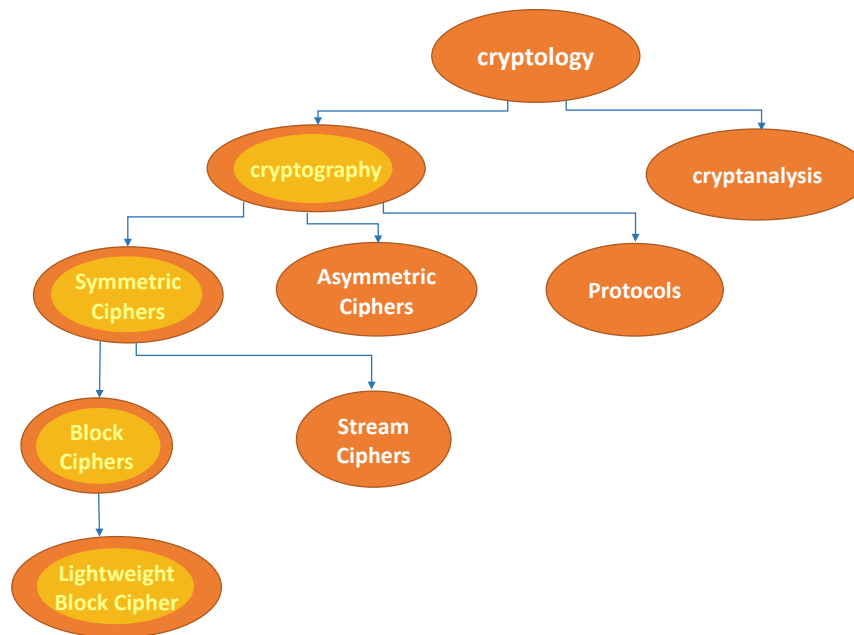 cryptology
cryptography
cryptanalysis
Symmetric
Ciphers
Asymmetric
Ciphers
Protocols
Block
Ciphers
Stream
Ciphers
Lightweight
Block Cipher